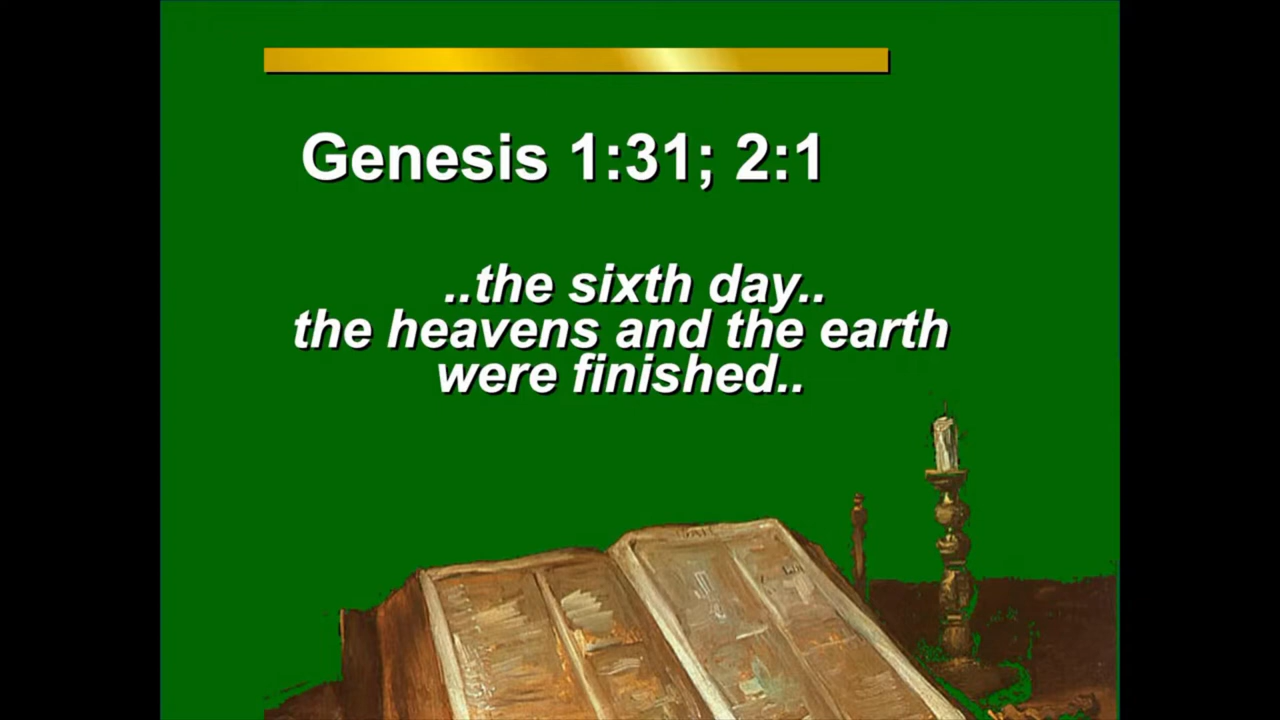 Genesis 1:31; 2:1
..the sixth day..
the heavens and the earth
were finished..